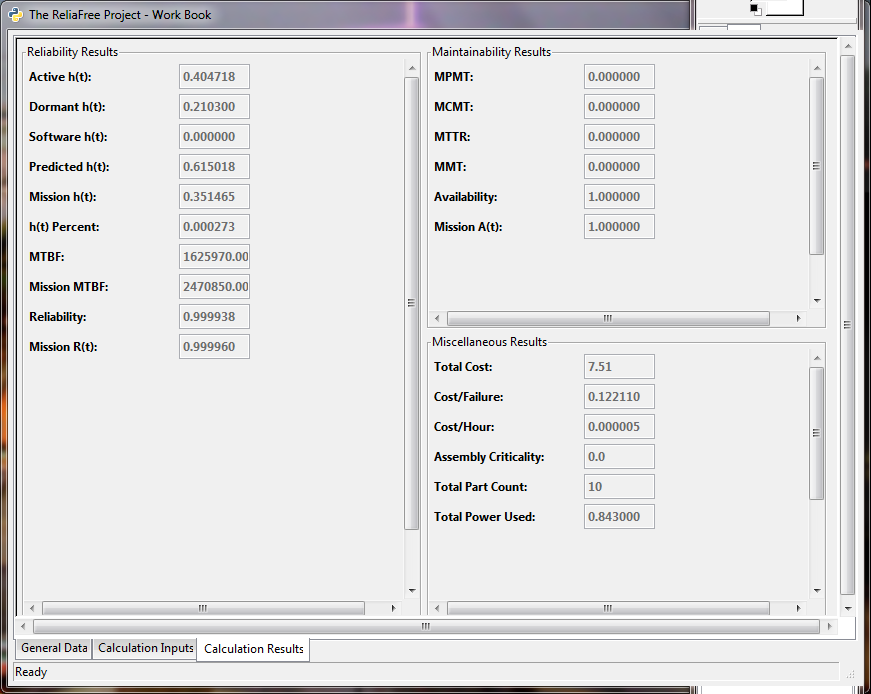 The ReliaFree Project - Work Book
Reliability Results
Active h(t): 0.404718
Dormant h(t): 0.210300
Software h(t): 0.000000
Predicted h(t): 0.615018
Mission h(t): 0.351465
h(t) Percent: 0.000273
MTBF: 1625970.00
Mission MTBF: 2470850.00
Reliability: 0.999938
Mission R(t): 0.999960
Maintainability Results
MPMT: 0.000000
MCMT: 0.000000
MTTR: 0.000000
MMT: 0.000000
Availability: 1.000000
Mission A(t): 1.000000
Miscellaneous Results
Total Cost: 7.51
Cost/Failure: 0.122110
Cost/Hour: 0.000005
Assembly Criticality: 0.0
Total Part Count: 10
Total Power Used: 0.843000
General Data Calculation Inputs Calculation Results
Ready